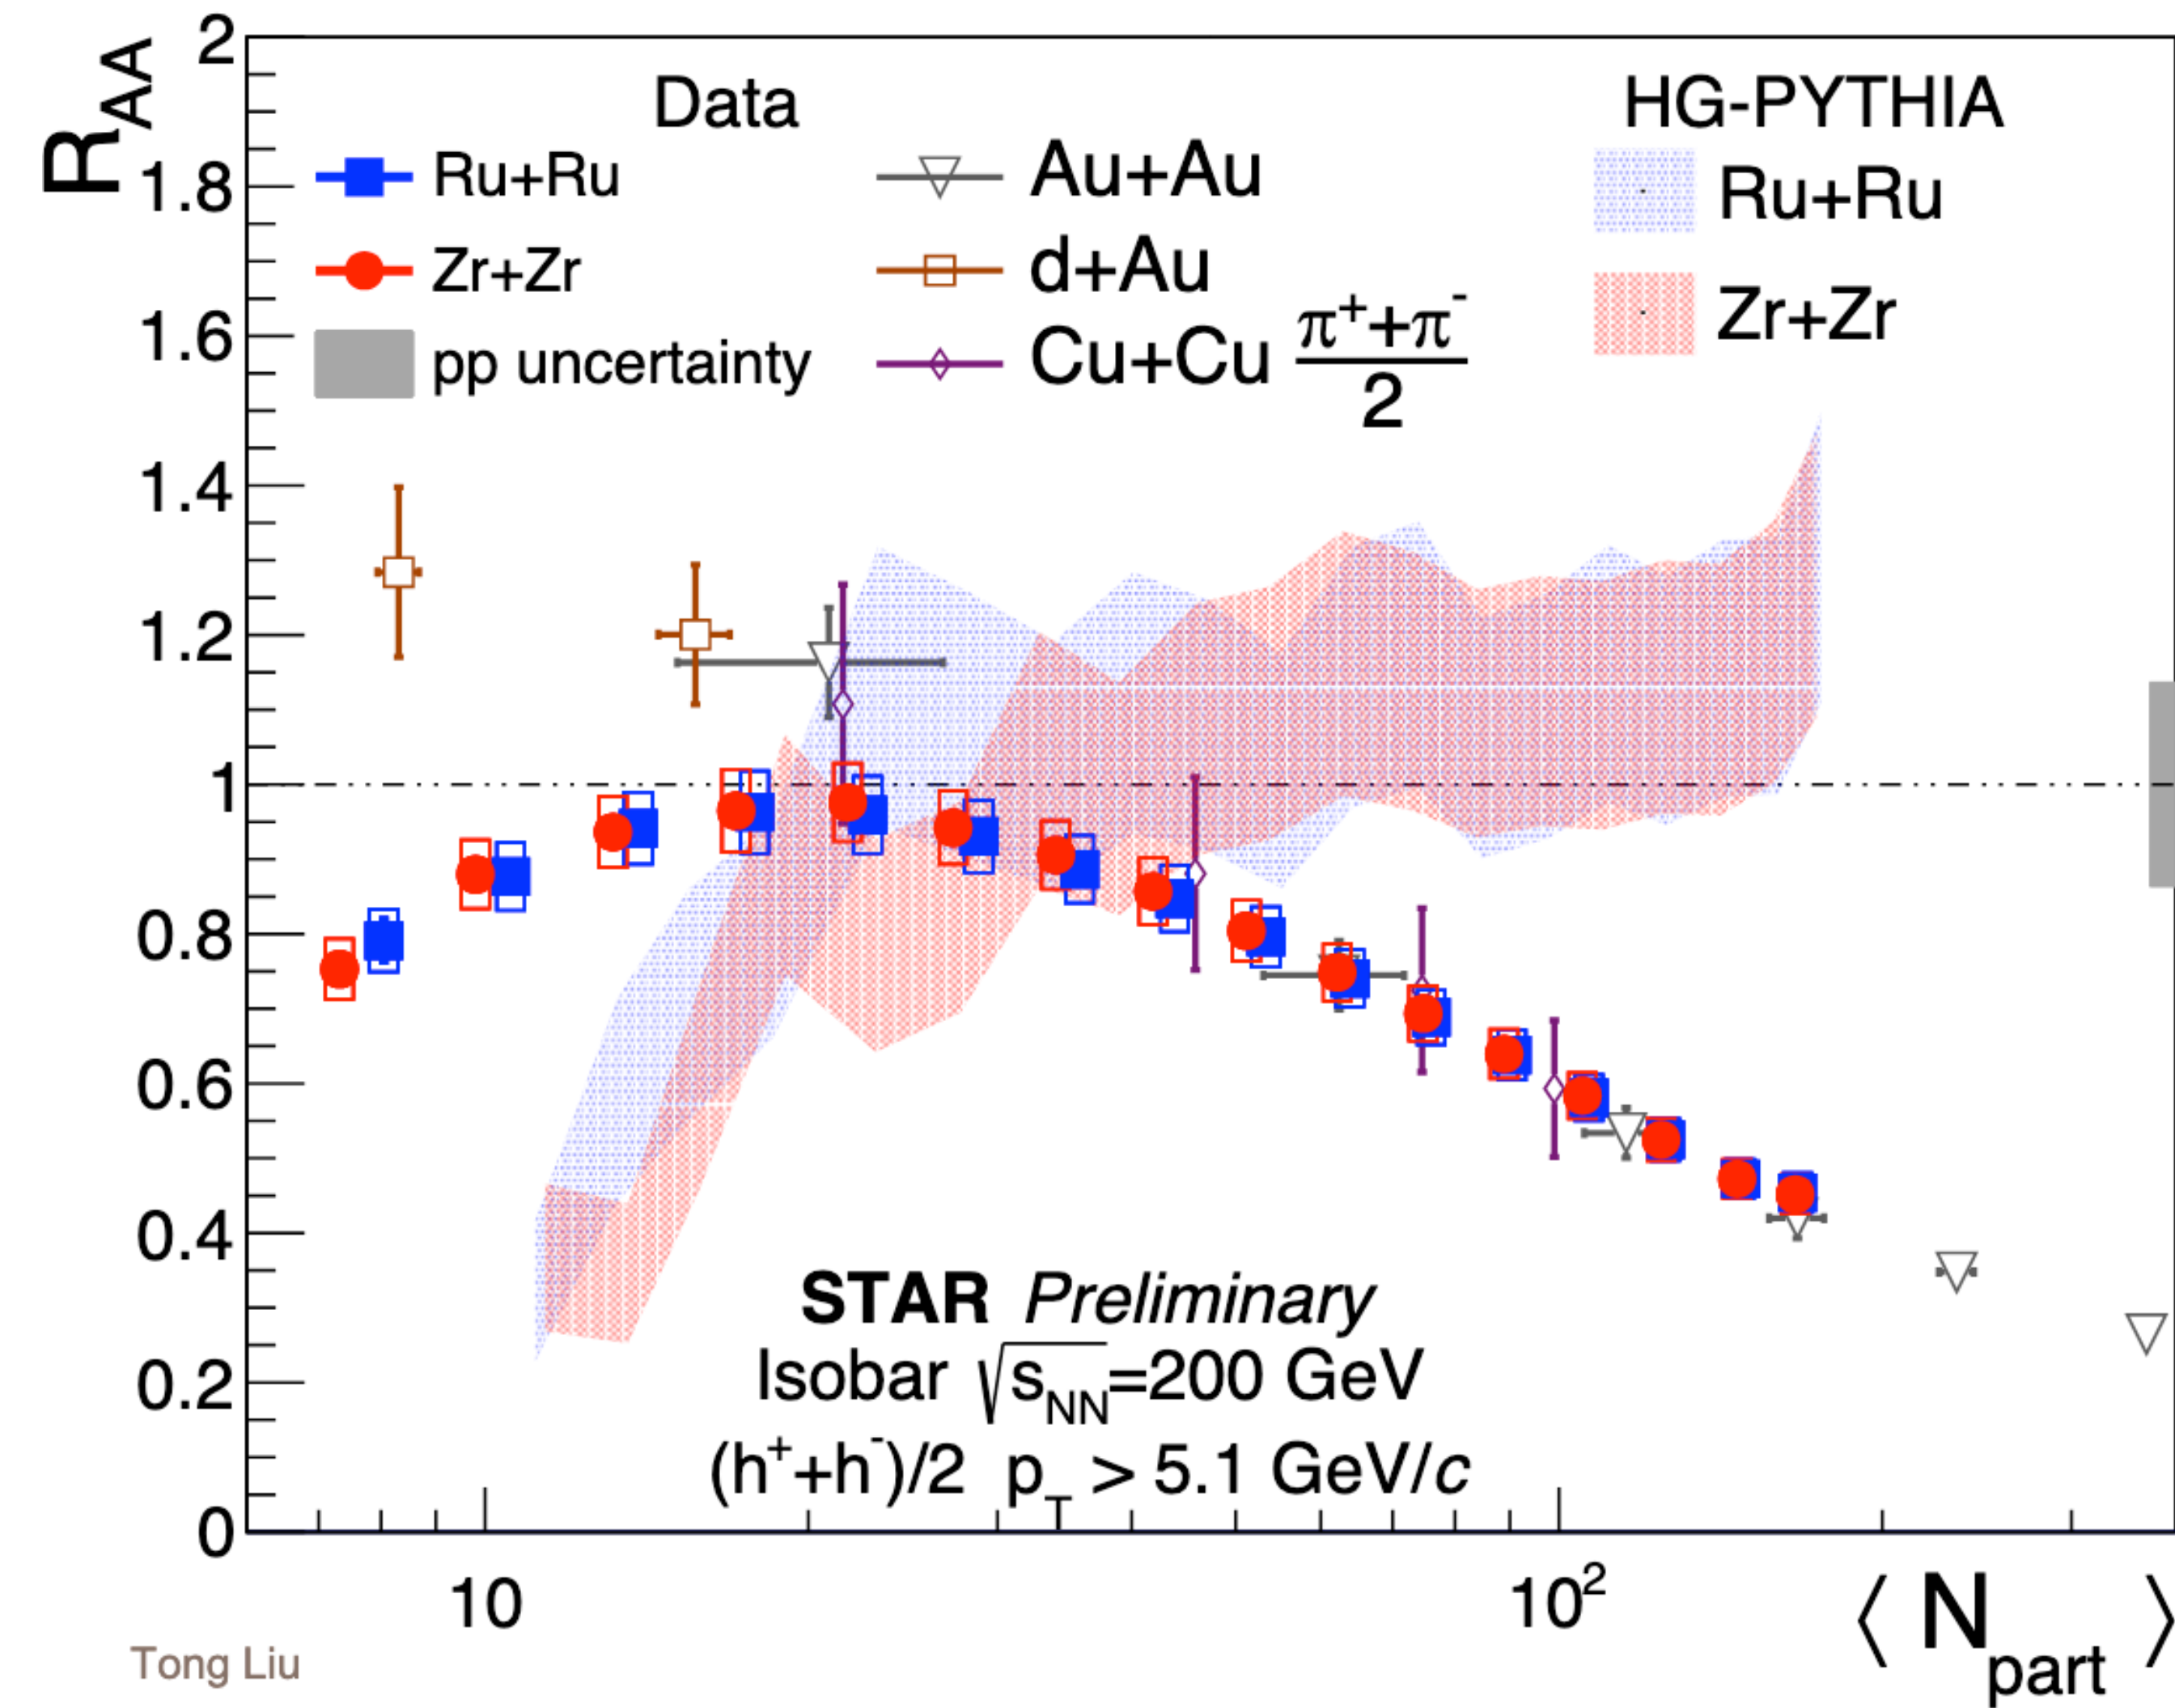 R_AA
2
1.8
1.6
1.4
1.2
1
0.8
0.6
0.4
0.2
0
Data
Ru+Ru
Zr+Zr
pp uncertainty
Au+Au
d+Au
Cu+Cu (π⁺+π⁻)/2
HG-PYTHIA
Ru+Ru
Zr+Zr
STAR Preliminary
Isobar √s_NN=200 GeV
(h⁺+h⁻)/2 p_T > 5.1 GeV/c
10
10²
⟨ N_part ⟩
Tong Liu